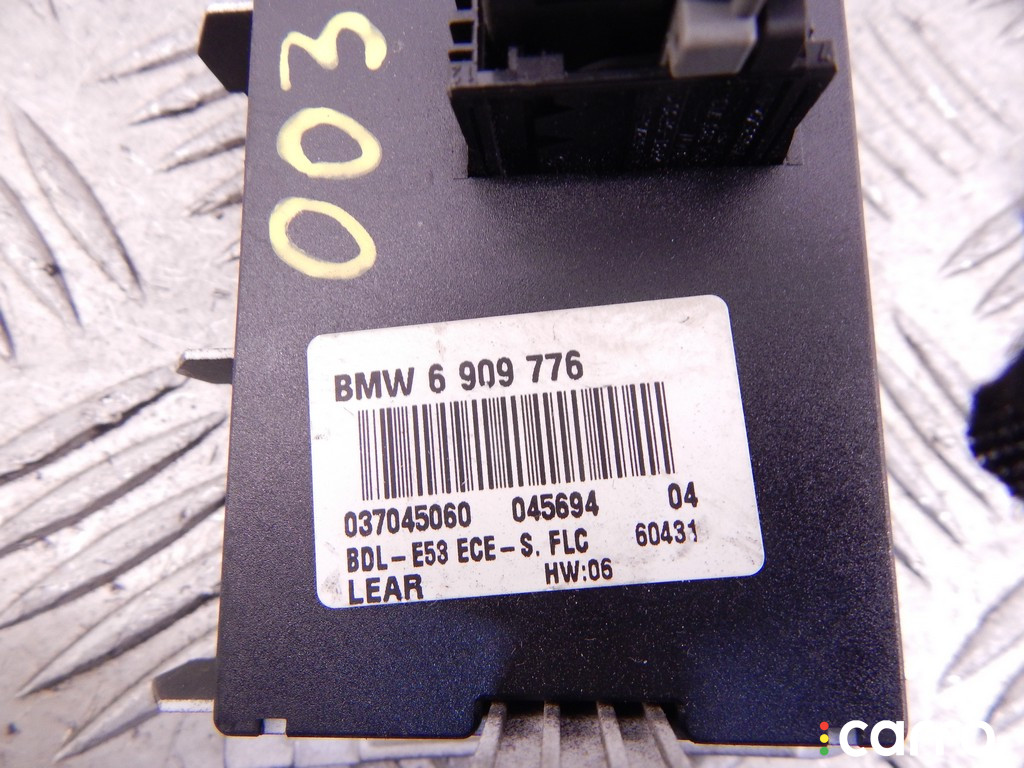 003
BMW 6 909 776
037045060 045694 04
BDL-E53 ECE-S. FLC 60431
LEAR HW:06